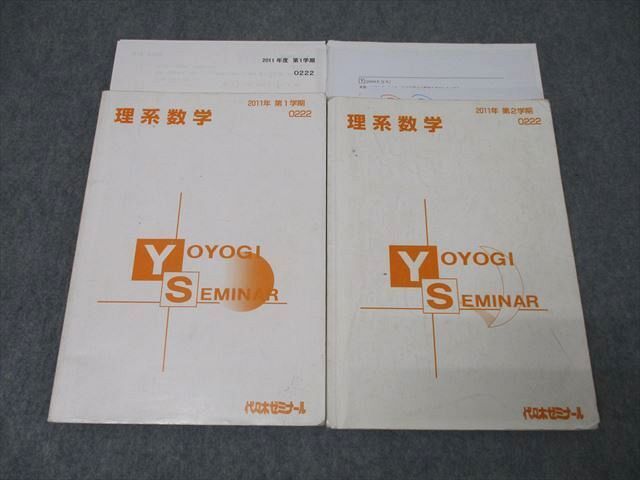 2011年度 第1学期
0222
理系数学
2011年 第1学期
0222
YOYOGI
SEMINAR
代々木ゼミナール
理系数学
2011年 第2学期
0222
YOYOGI
SEMINAR
代々木ゼミナール